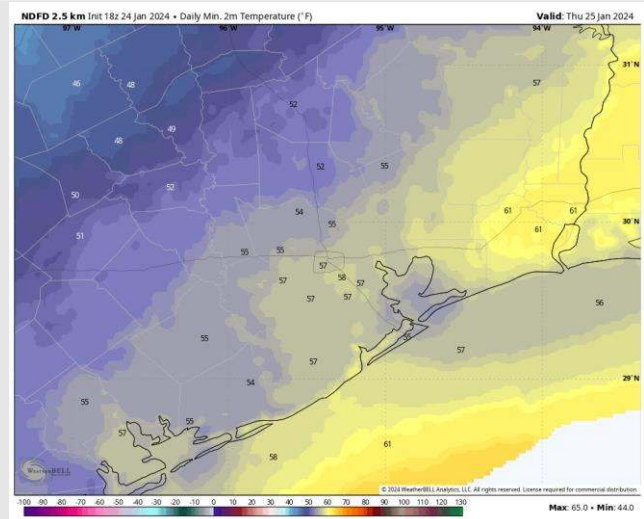 NDFD 2.5 km Init 18z 24 Jan 2024 • Daily Min. 2m Temperature (°F) Valid: Thu 25 Jan 2024
97°W 96°W 95°W 94°W
31°N
46 48 57
52
49
48
52 55
50 52
54 61 61
55 30°N
51 61
55 55
57
58 57
57 57
56
55 55
57
57
54 29°N
55 55
57 61
58
WEATHERBELL
© 2024 WeatherBELL Analytics, LLC. All rights reserved. License required for commercial distribution.
-100 -90 -80 -70 -60 -50 -40 -30 -20 -10 0 10 20 30 40 50 60 70 80 90 100 110 120 130 Max: 65.0 • Min: 44.0